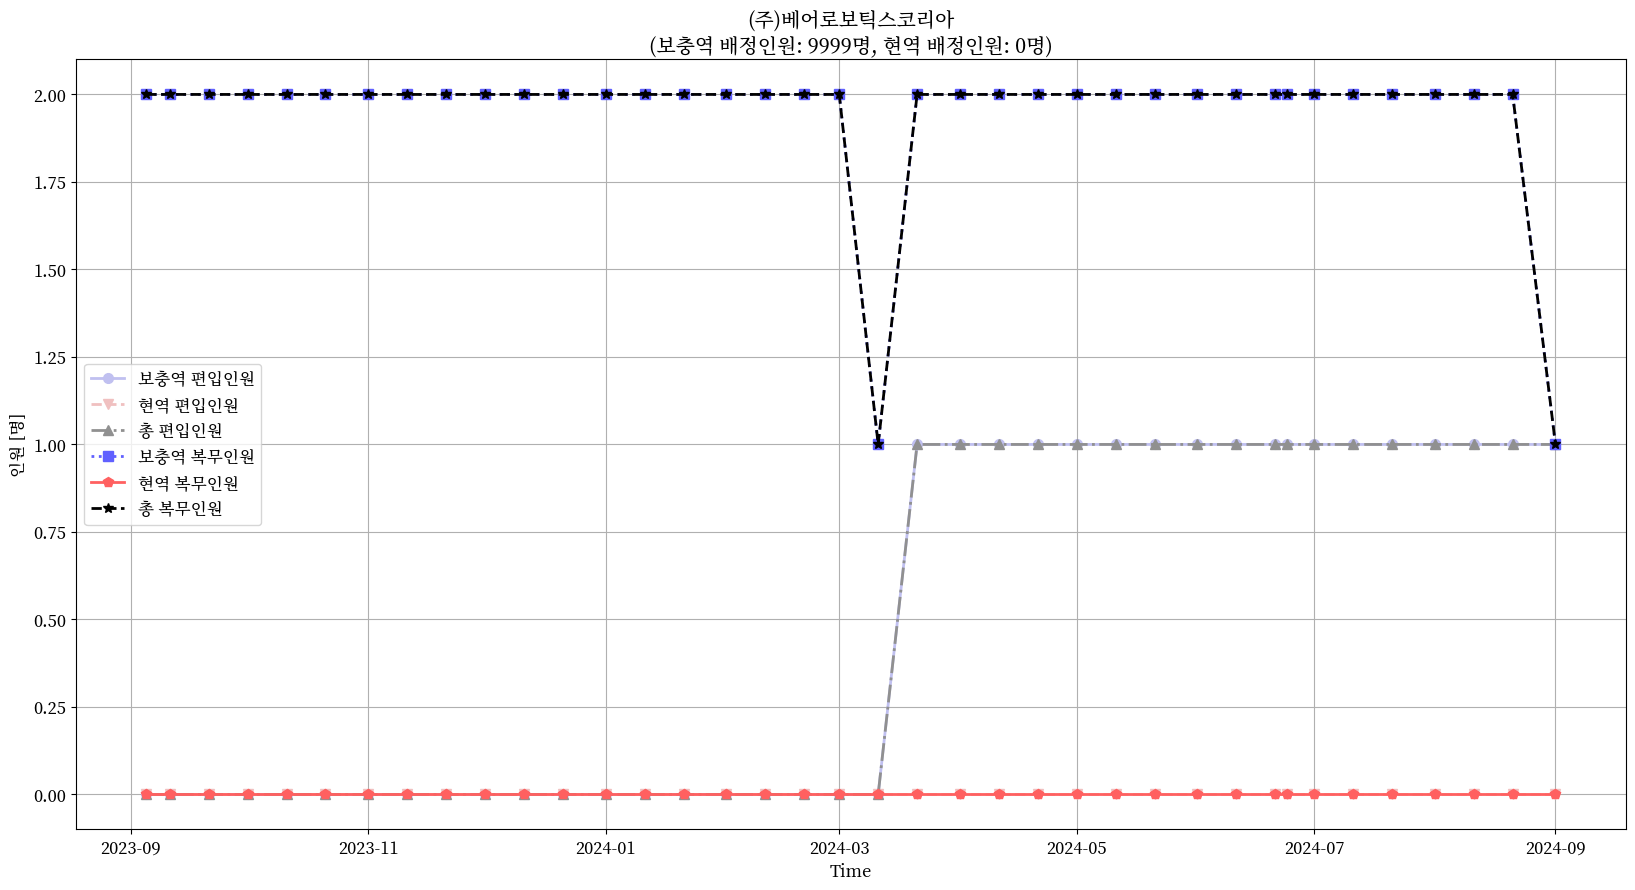 (주)베어로보틱스코리아
(보충역 배정인원: 9999명, 현역 배정인원: 0명)
인원 [명]
2.00
1.75
1.50
1.25
1.00
0.75
0.50
0.25
0.00
보충역 편입인원
현역 편입인원
총 편입인원
보충역 복무인원
현역 복무인원
총 복무인원
2023-09
2023-11
2024-01
2024-03
2024-05
2024-07
2024-09
Time